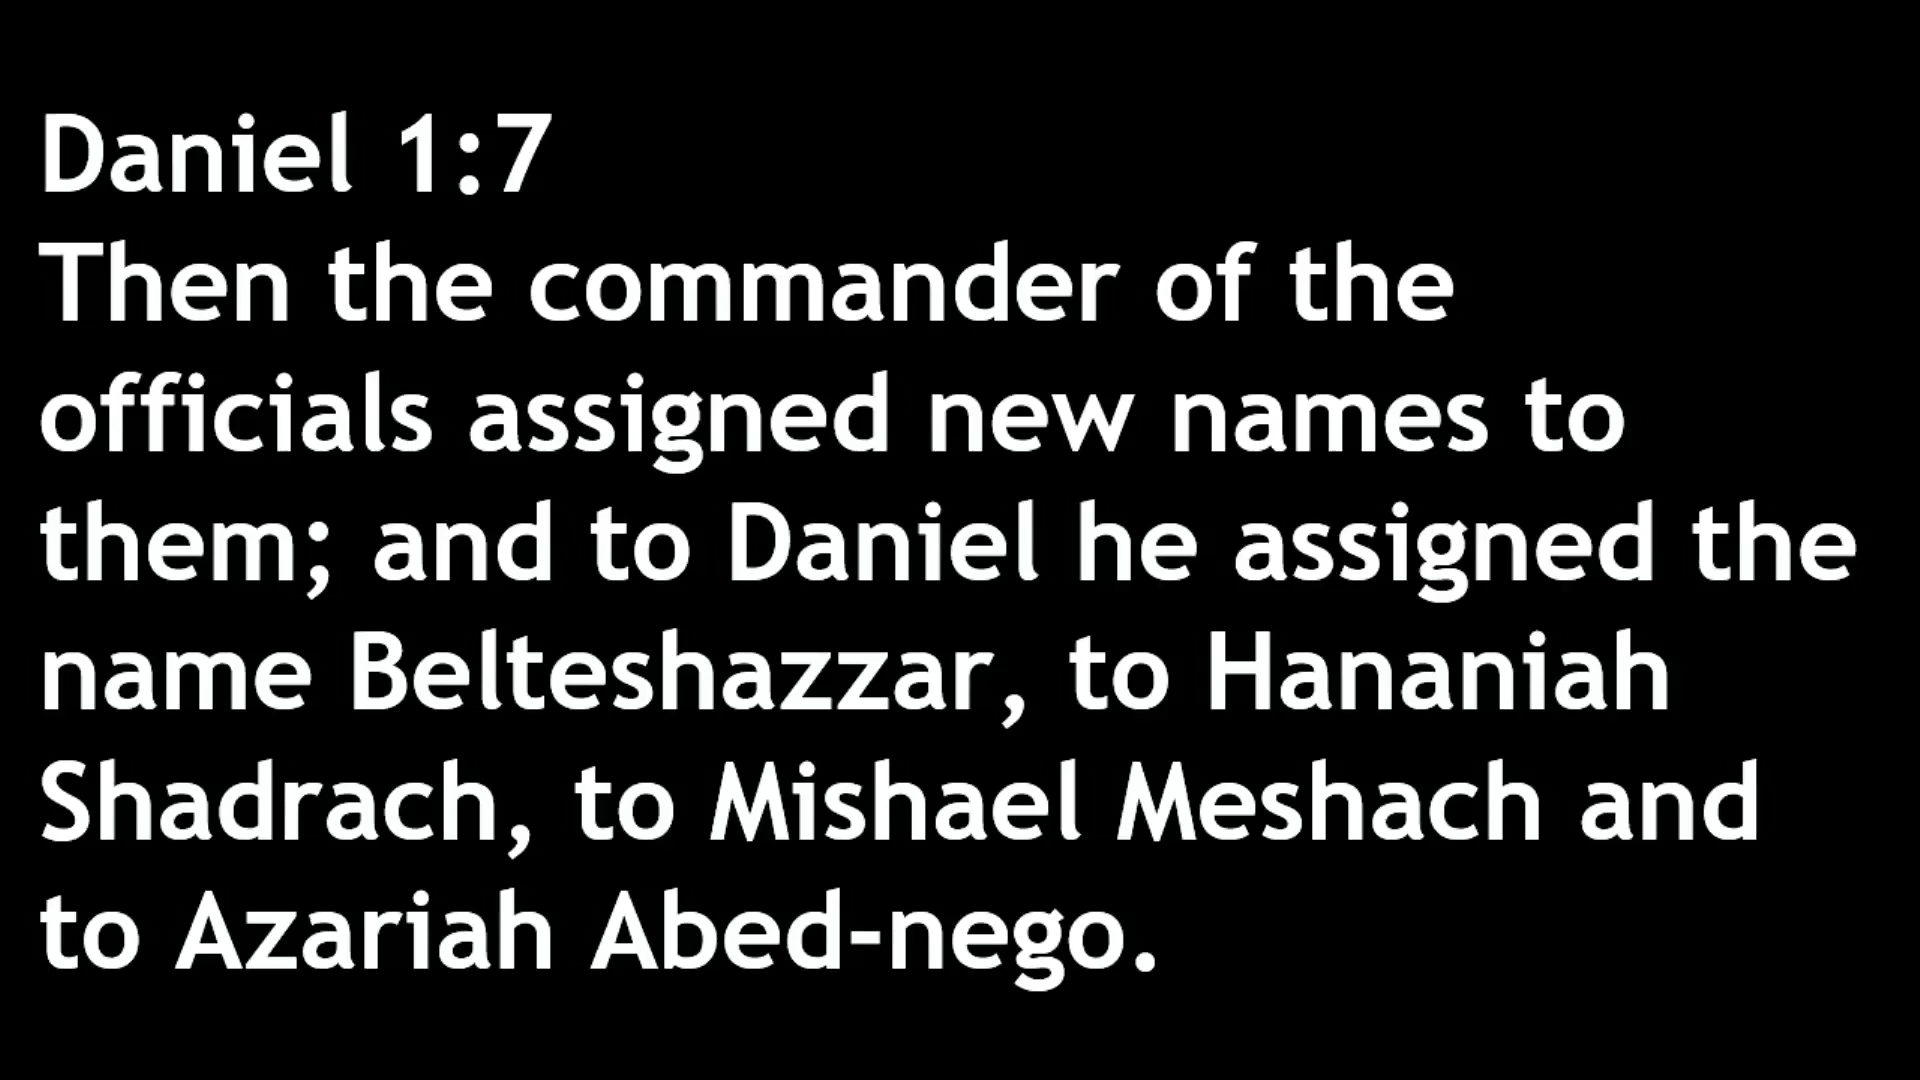 Daniel 1:7
Then the commander of the
officials assigned new names to
them; and to Daniel he assigned the
name Belteshazzar, to Hananiah
Shadrach, to Mishael Meshach and
to Azariah Abed-nego.